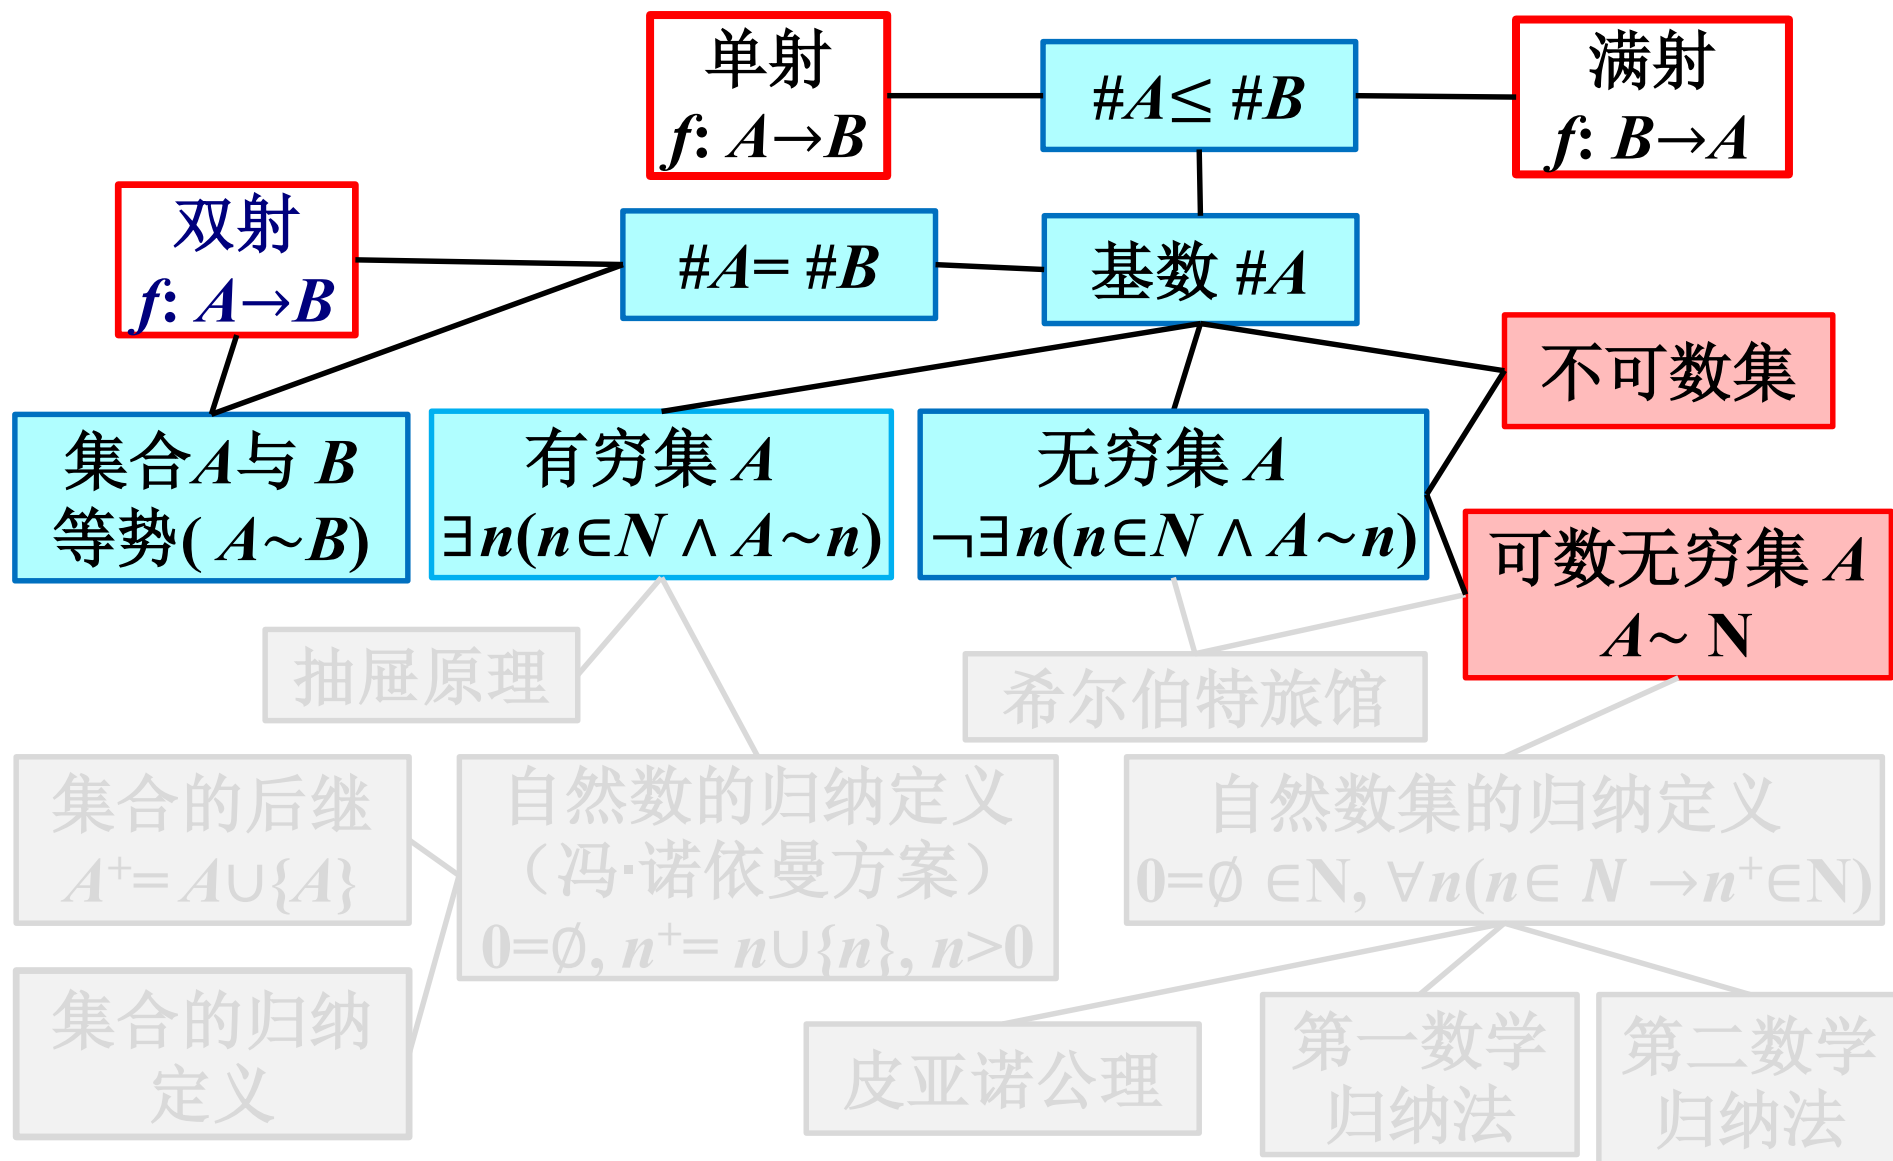 单射
f: A→B
#A≤ #B
满射
f: B→A
双射
f: A→B
#A= #B
基数 #A
不可数集
集合A与 B
等势( A~B)
有穷集 A
∃n(n∈N ∧ A~n)
无穷集 A
¬∃n(n∈N ∧ A~n)
可数无穷集 A
A~ N
抽屉原理
希尔伯特旅馆
集合的后继
A⁺= A∪{A}
自然数的归纳定义
（冯·诺依曼方案）
0=∅, n⁺= n∪{n}, n>0
自然数集的归纳定义
0=∅ ∈N, ∀n(n∈ N →n⁺∈N)
集合的归纳
定义
皮亚诺公理
第一数学
归纳法
第二数学
归纳法